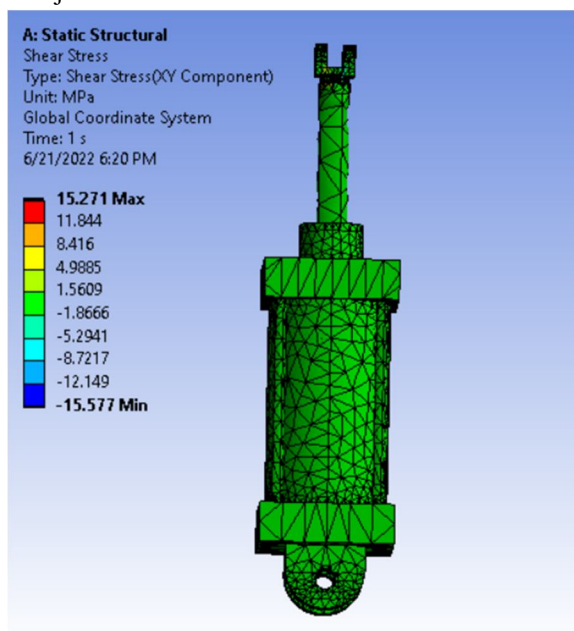 A: Static Structural
Shear Stress
Type: Shear Stress(XY Component)
Unit: MPa
Global Coordinate System
Time: 1 s
6/21/2022 6:20 PM
15.271 Max
11.844
8.416
4.9885
1.5609
-1.8666
-5.2941
-8.7217
-12.149
-15.577 Min